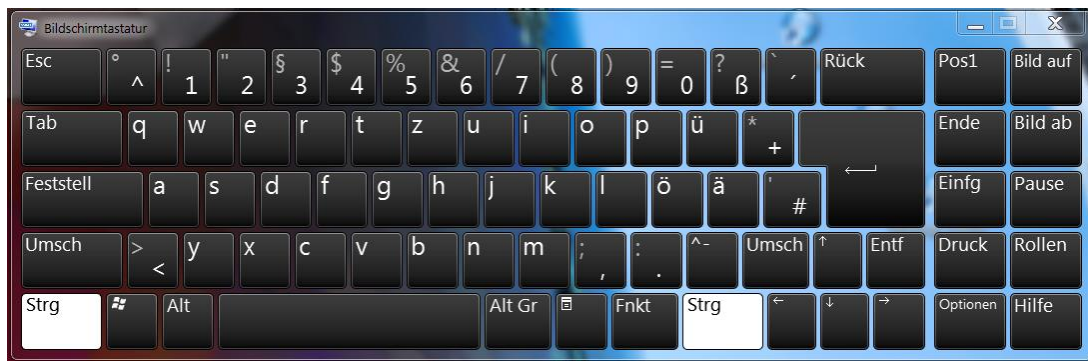 Bildschirmtastatur
Esc ° ^ ! 1 " 2 § 3 $ 4 % 5 & 6 / 7 ( 8 ) 9 = 0 ? ß ` ´ Rück Pos1 Bild auf
Tab q w e r t z u i o p ü * + Ende Bild ab
Feststell a s d f g h j k l ö ä ' # Einfg Pause
Umsch > < y x c v b n m ; , : . ^ - Umsch ↑ Entf Druck Rollen
Strg Alt Alt Gr Fnkt Strg ← ↓ → Optionen Hilfe